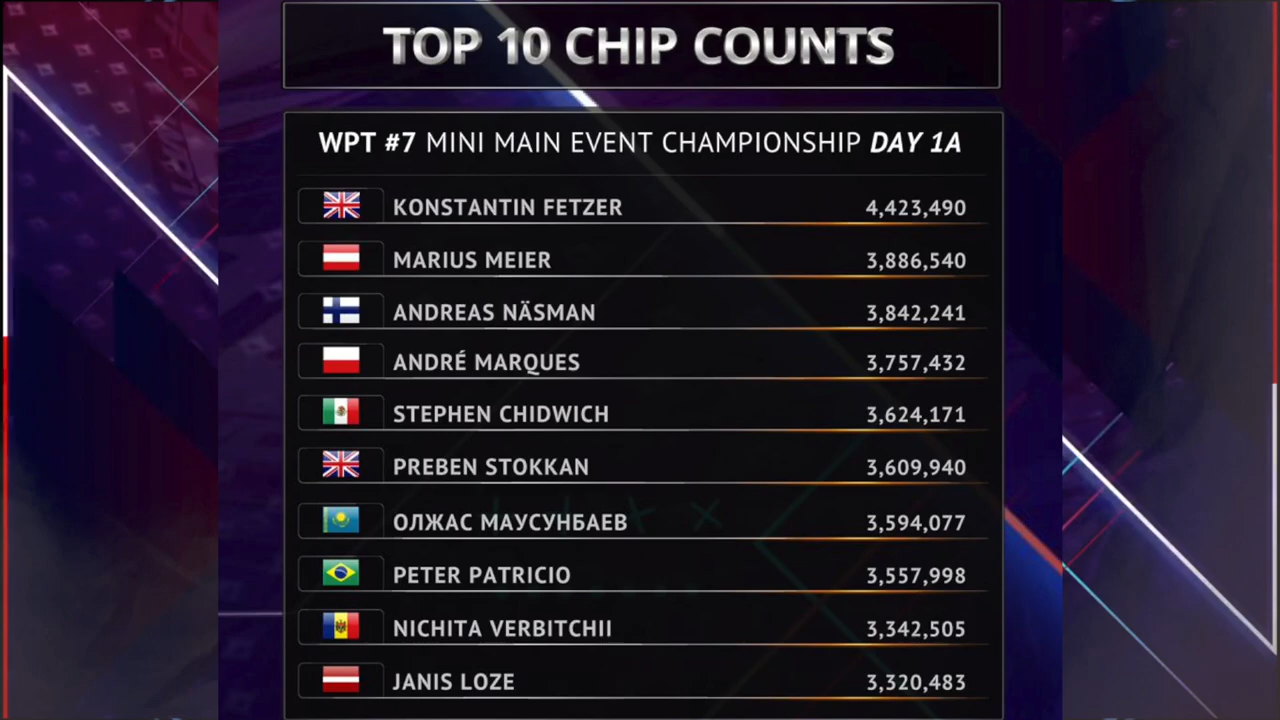 TOP 10 CHIP COUNTS
WPT #7 MINI MAIN EVENT CHAMPIONSHIP DAY 1A
KONSTANTIN FETZER 4,423,490
MARIUS MEIER 3,886,540
ANDREAS NÄSMAN 3,842,241
ANDRÉ MARQUES 3,757,432
STEPHEN CHIDWICH 3,624,171
PREBEN STOKKAN 3,609,940
ОЛЖАС МАУСУНБАЕВ 3,594,077
PETER PATRICIO 3,557,998
NICHITA VERBITCHII 3,342,505
JANIS LOZE 3,320,483